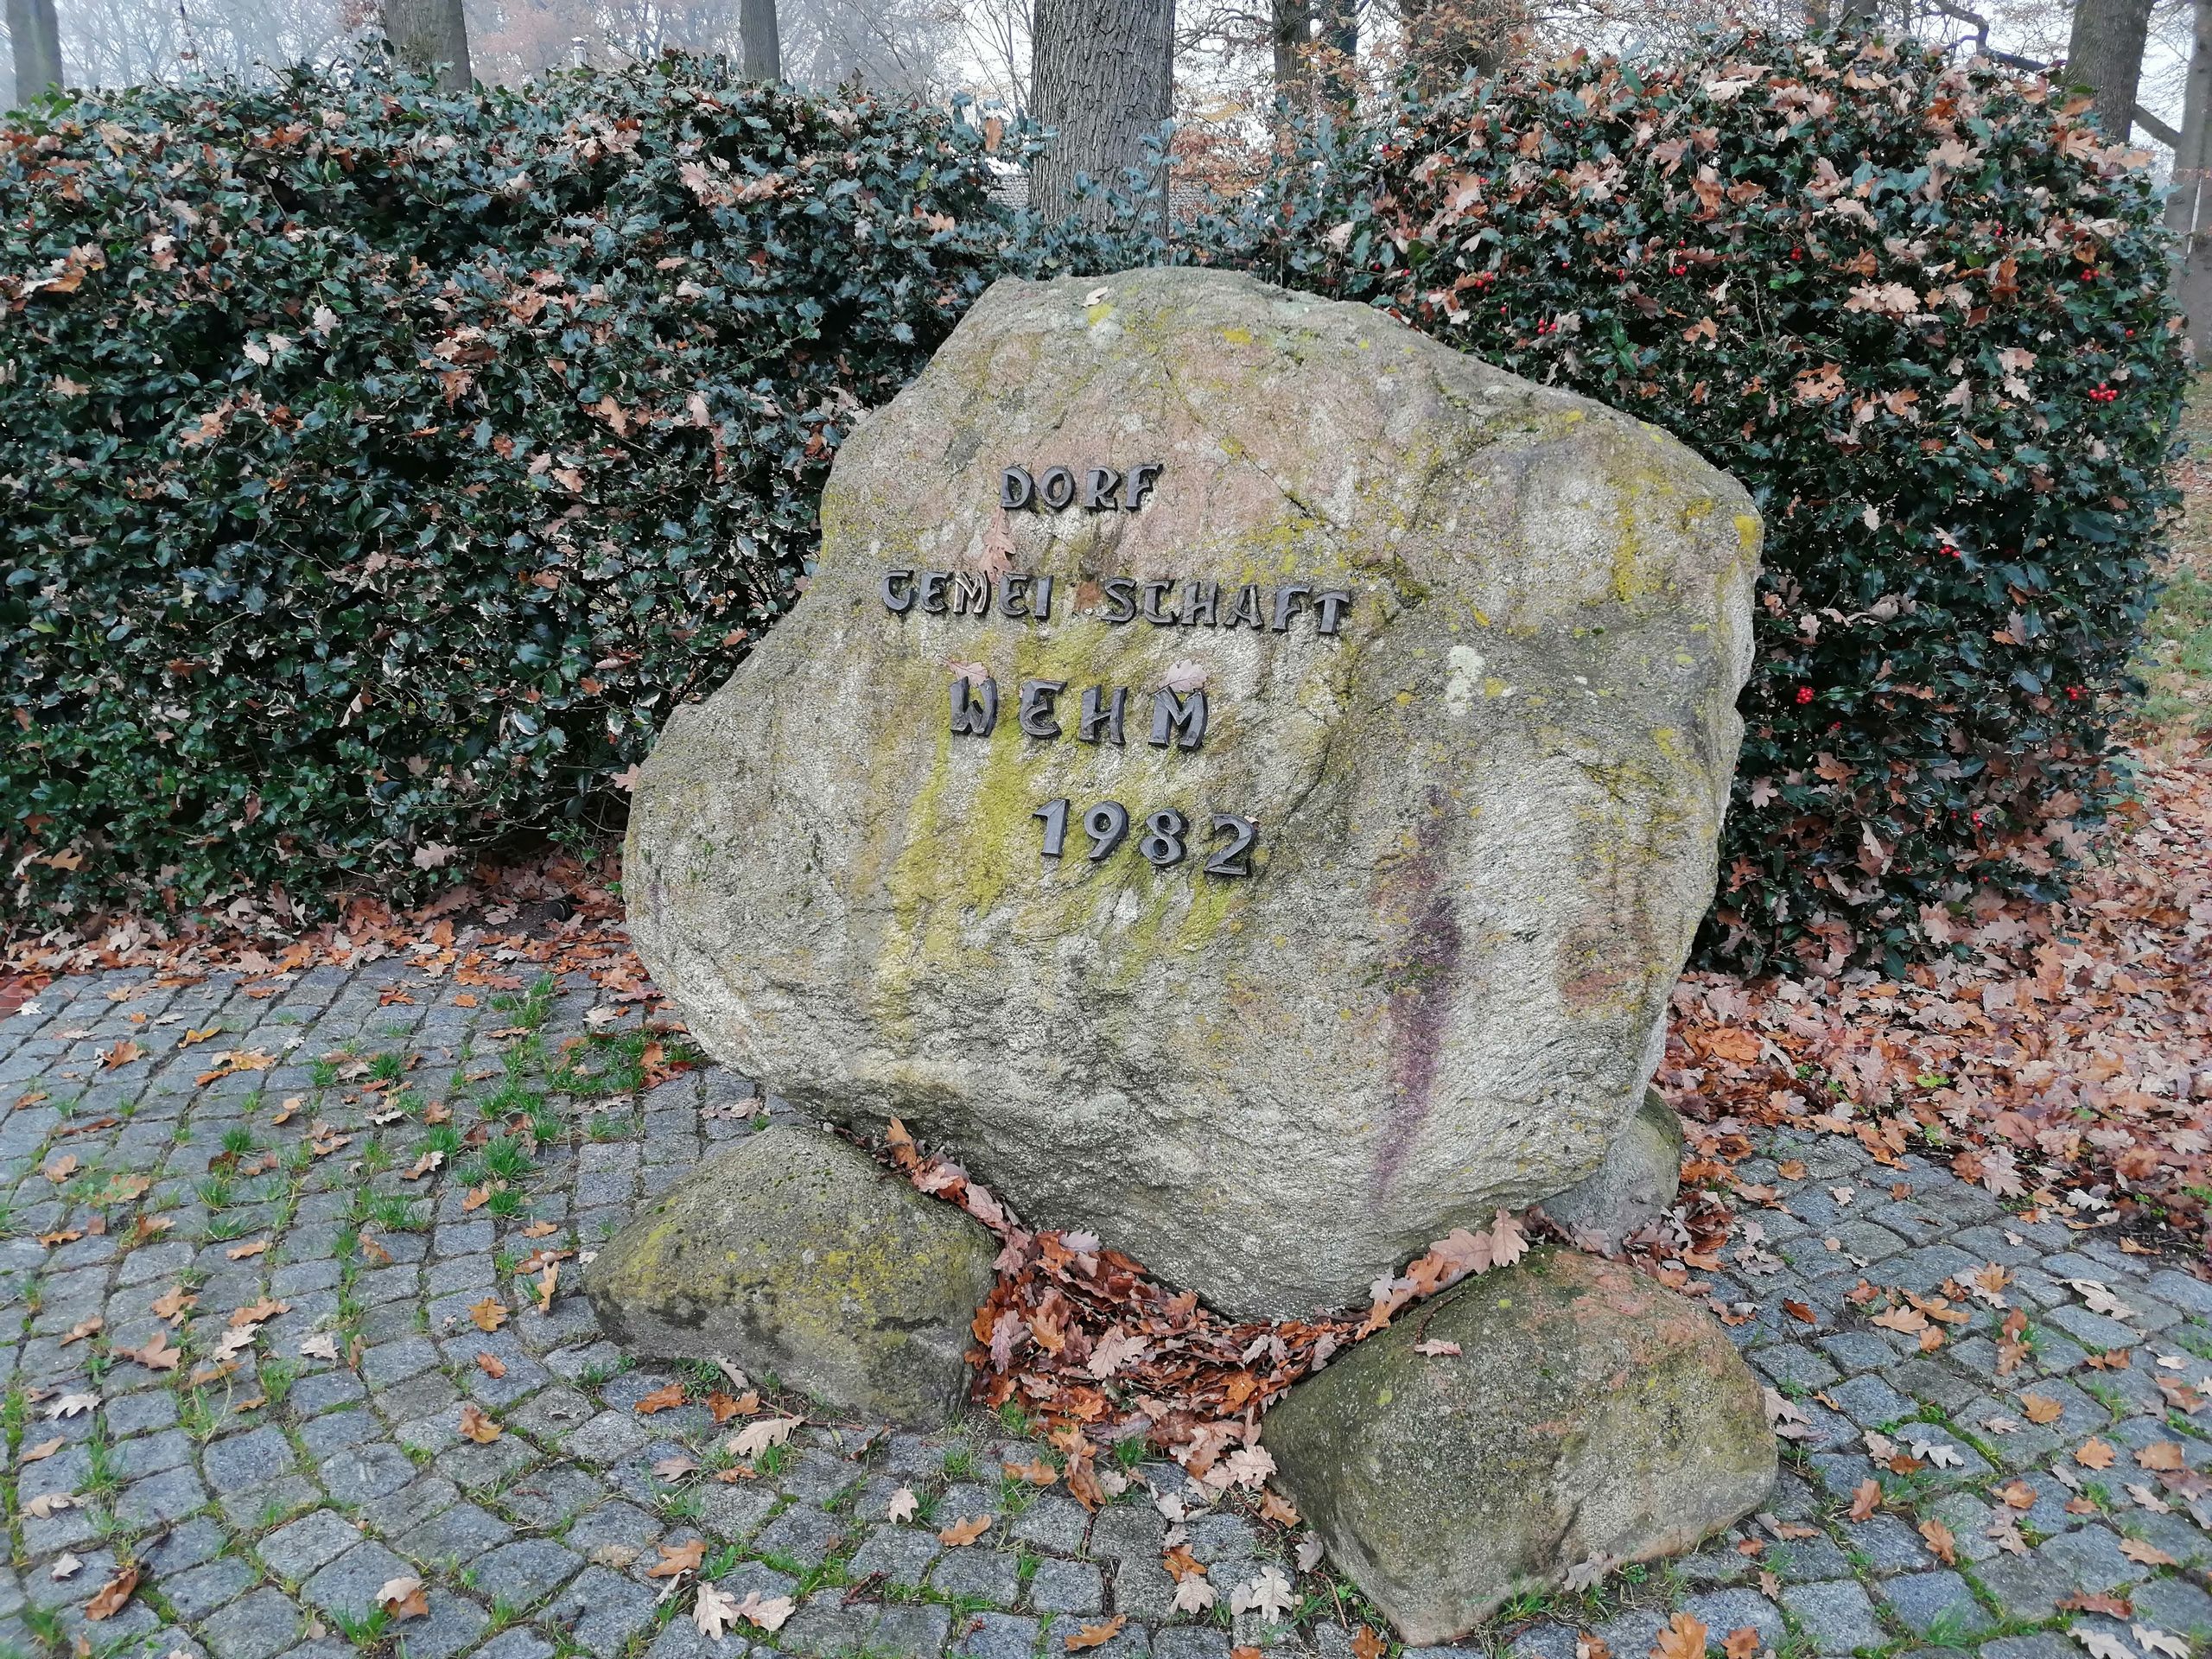 DORF
GEMEI SCHAFT
WEHM
1982